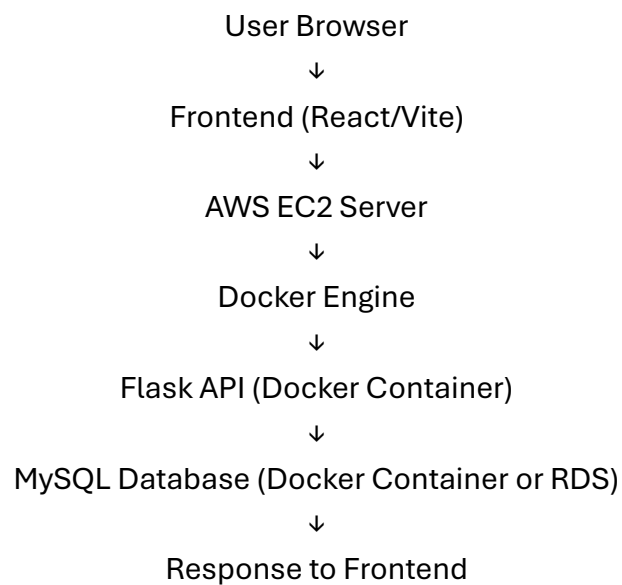 User Browser
↓
Frontend (React/Vite)
↓
AWS EC2 Server
↓
Docker Engine
↓
Flask API (Docker Container)
↓
MySQL Database (Docker Container or RDS)
↓
Response to Frontend